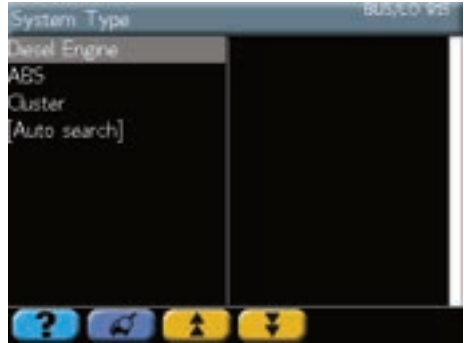 System Type
Diesel Engine
ABS
Cluster
[Auto search]
?